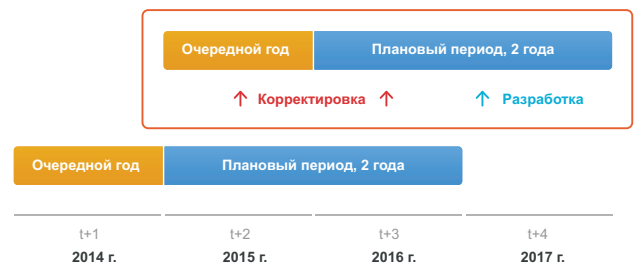 Очередной год Плановый период, 2 года
↑ Корректировка ↑ ↑ Разработка
Очередной год Плановый период, 2 года
t+1 t+2 t+3 t+4
2014 г. 2015 г. 2016 г. 2017 г.